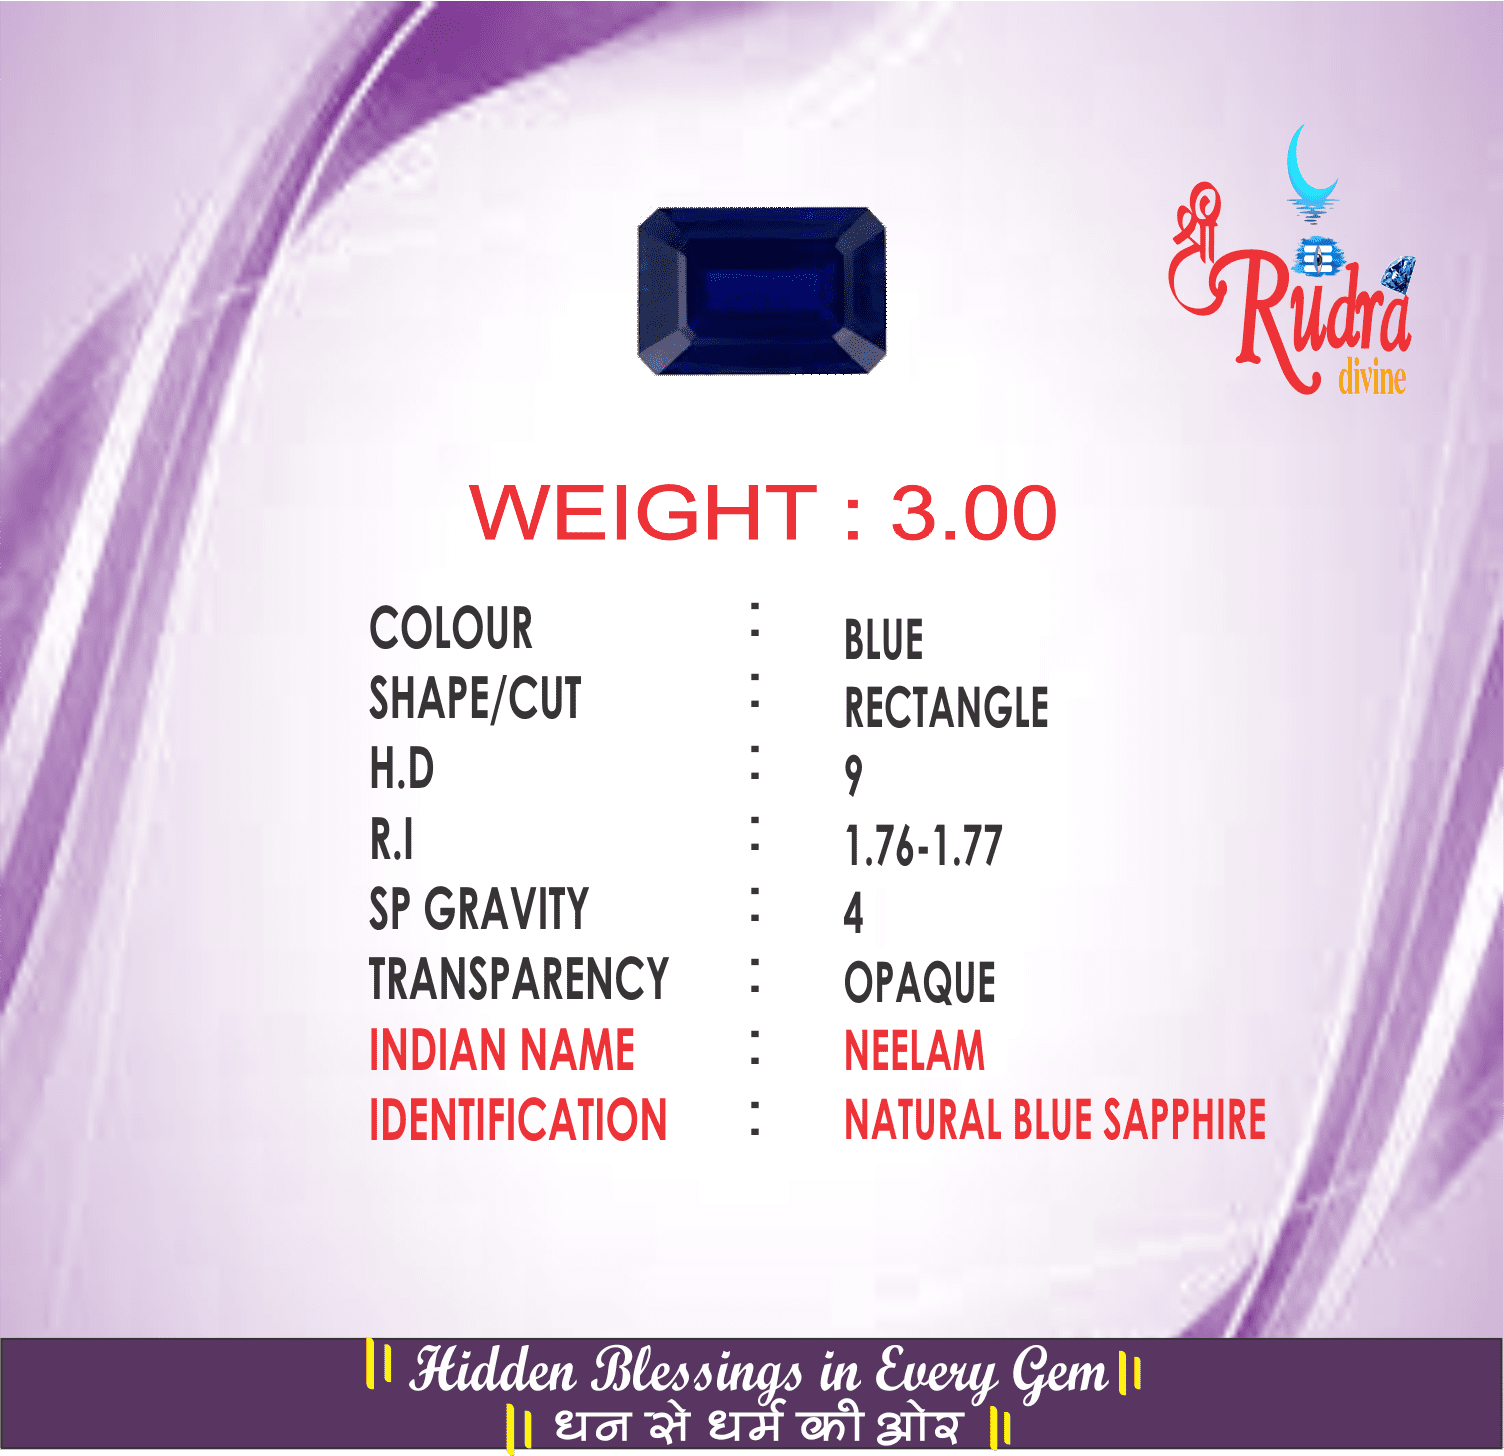 श्री
Rudra
divine
WEIGHT : 3.00
COLOUR : BLUE
SHAPE/CUT : RECTANGLE
H.D : 9
R.I : 1.76-1.77
SP GRAVITY : 4
TRANSPARENCY : OPAQUE
INDIAN NAME : NEELAM
IDENTIFICATION : NATURAL BLUE SAPPHIRE
|| Hidden Blessings in Every Gem ||
|| धन से धर्म की ओर ||